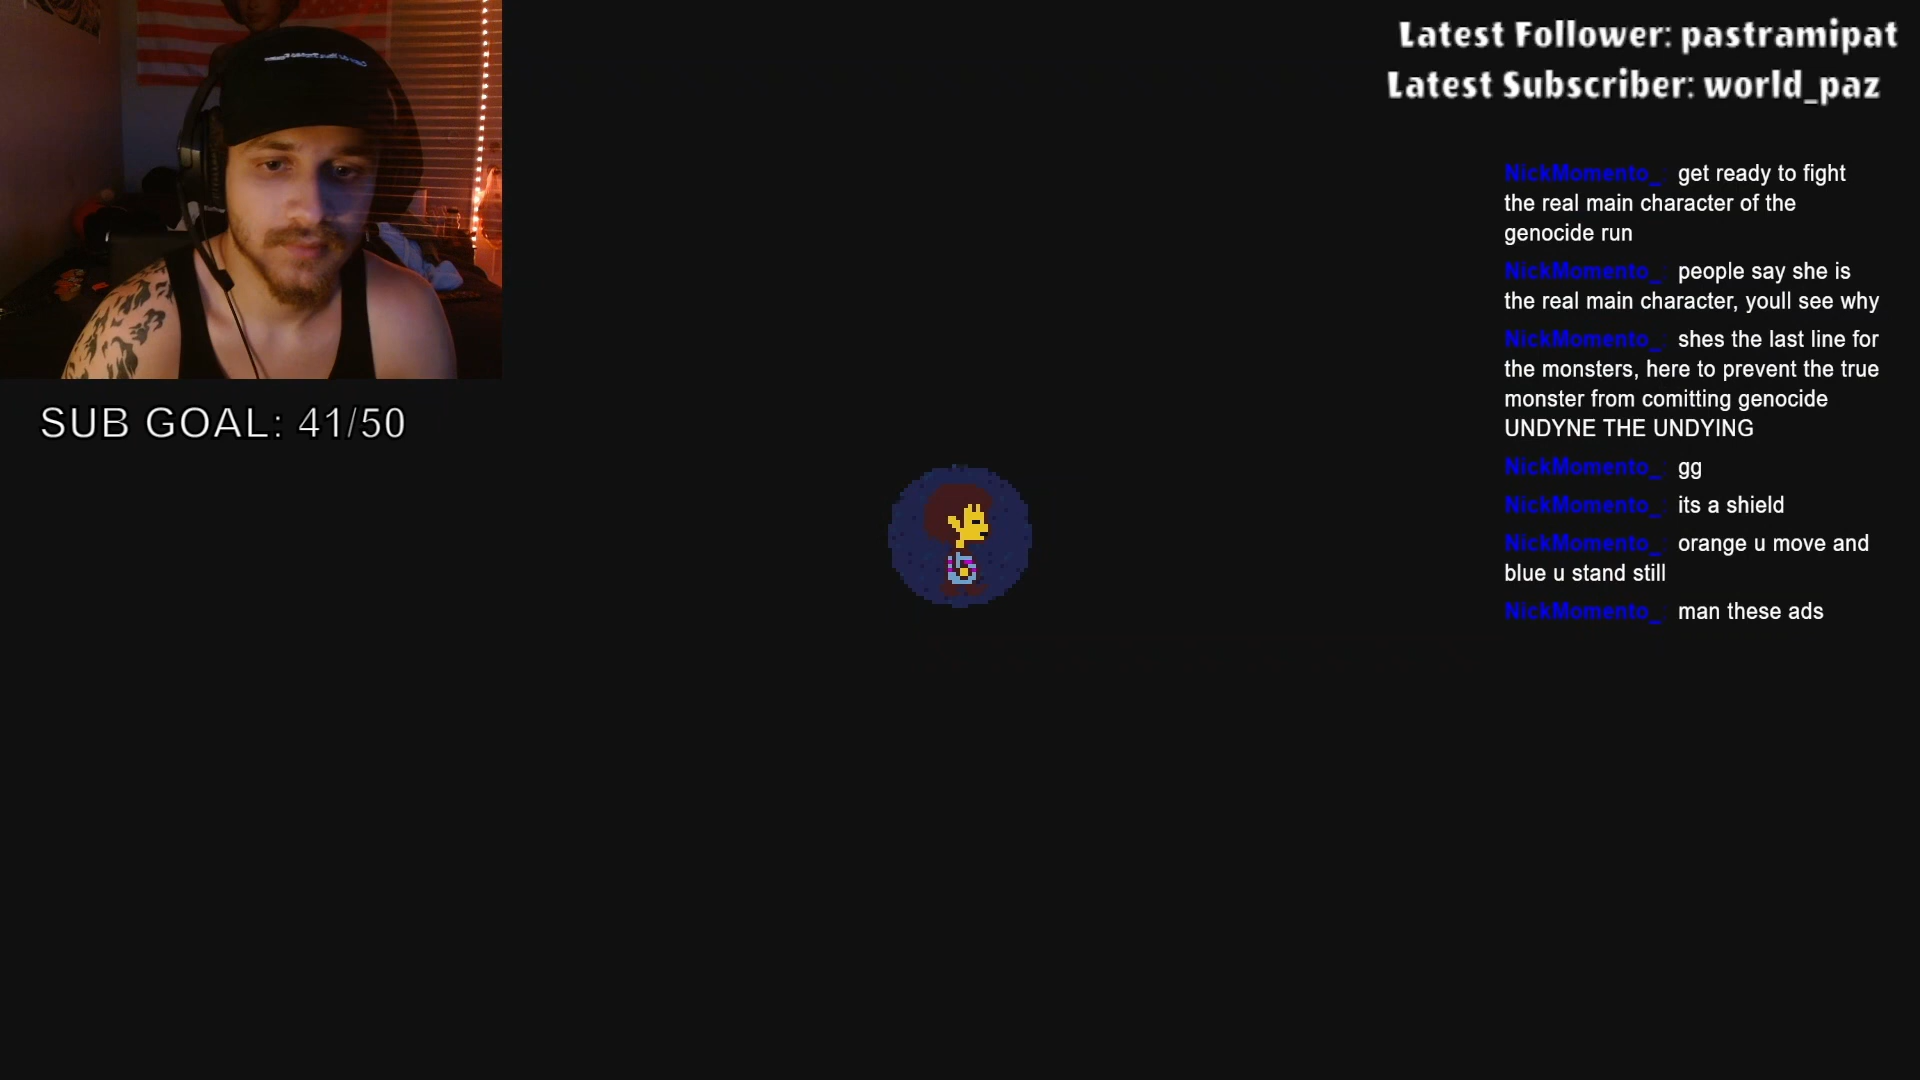 Latest Follower: pastramipat
Latest Subscriber: world_paz
NickMomento_: get ready to fight
the real main character of the
genocide run
NickMomento_: people say she is
the real main character, youll see why
NickMomento_: shes the last line for
the monsters, here to prevent the true
monster from comitting genocide
UNDYNE THE UNDYING
NickMomento_: gg
NickMomento_: its a shield
NickMomento_: orange u move and
blue u stand still
NickMomento_: man these ads
SUB GOAL: 41/50